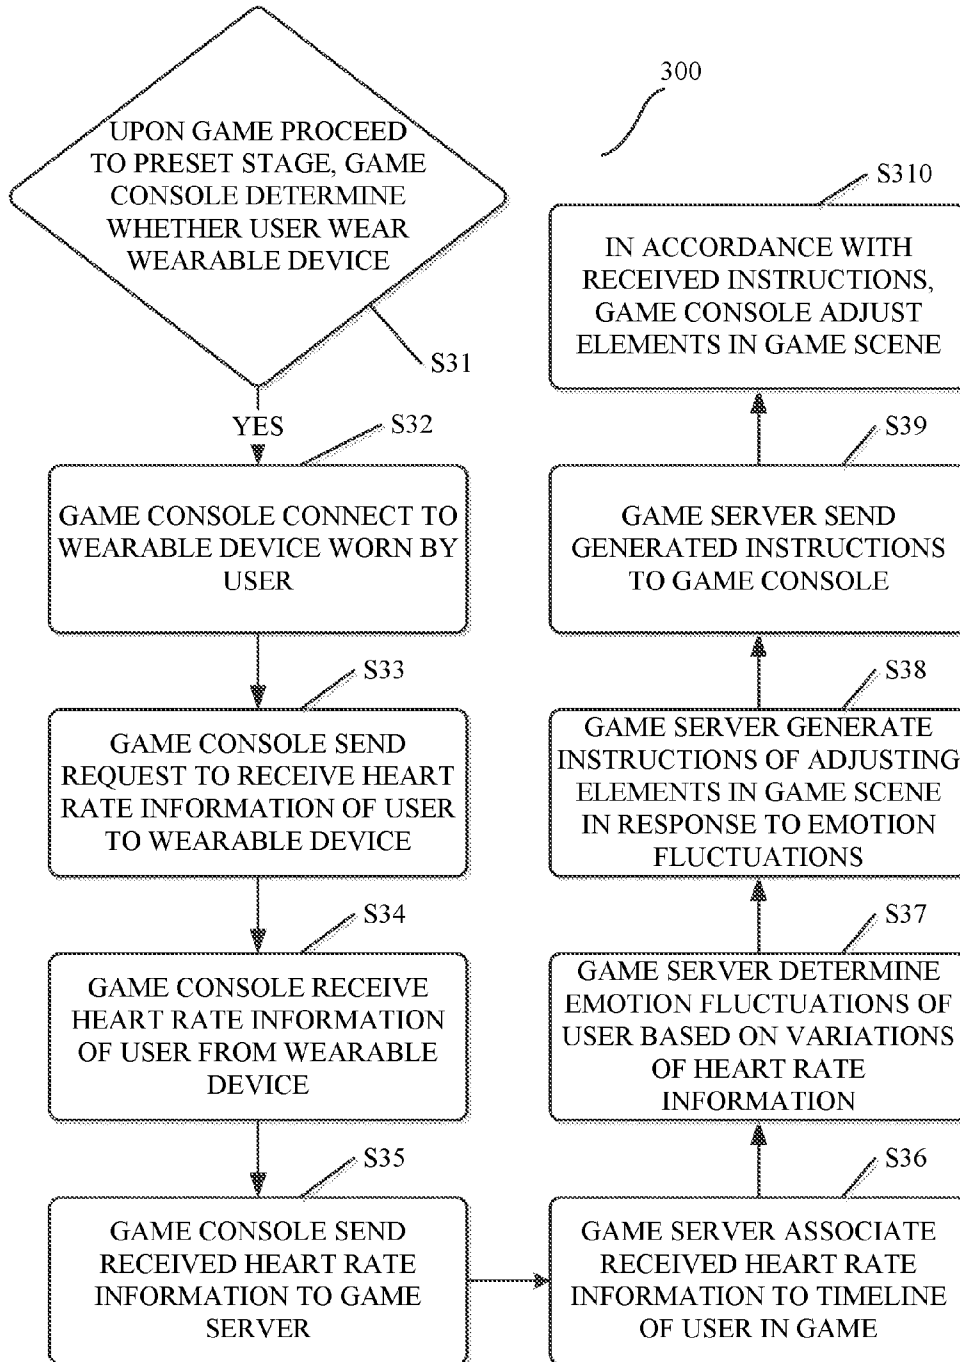 UPON GAME PROCEED
TO PRESET STAGE, GAME
CONSOLE DETERMINE
WHETHER USER WEAR
WEARABLE DEVICE
S31
YES
S32
GAME CONSOLE CONNECT TO
WEARABLE DEVICE WORN BY
USER
S33
GAME CONSOLE SEND
REQUEST TO RECEIVE HEART
RATE INFORMATION OF USER
TO WEARABLE DEVICE
S34
GAME CONSOLE RECEIVE
HEART RATE INFORMATION
OF USER FROM WEARABLE
DEVICE
S35
GAME CONSOLE SEND
RECEIVED HEART RATE
INFORMATION TO GAME
SERVER
S36
GAME SERVER ASSOCIATE
RECEIVED HEART RATE
INFORMATION TO TIMELINE
OF USER IN GAME
S37
GAME SERVER DETERMINE
EMOTION FLUCTUATIONS OF
USER BASED ON VARIATIONS
OF HEART RATE
INFORMATION
S38
GAME SERVER GENERATE
INSTRUCTIONS OF ADJUSTING
ELEMENTS IN GAME SCENE
IN RESPONSE TO EMOTION
FLUCTUATIONS
S39
GAME SERVER SEND
GENERATED INSTRUCTIONS
TO GAME CONSOLE
S310
IN ACCORDANCE WITH
RECEIVED INSTRUCTIONS,
GAME CONSOLE ADJUST
ELEMENTS IN GAME SCENE
300